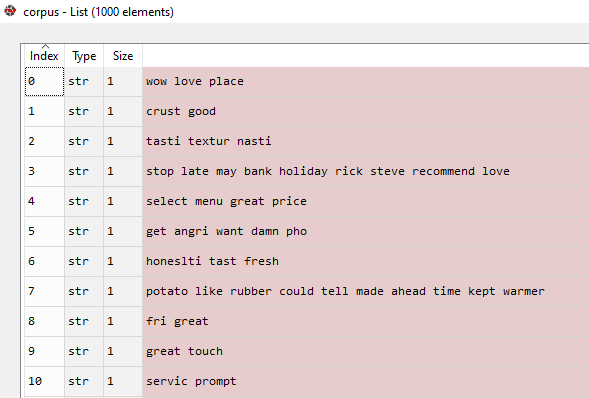 corpus - List (1000 elements)
Index Type Size
0 str 1 wow love place
1 str 1 crust good
2 str 1 tasti textur nasti
3 str 1 stop late may bank holiday rick steve recommend love
4 str 1 select menu great price
5 str 1 get angri want damn pho
6 str 1 honeslti tast fresh
7 str 1 potato like rubber could tell made ahead time kept warmer
8 str 1 fri great
9 str 1 great touch
10 str 1 servic prompt